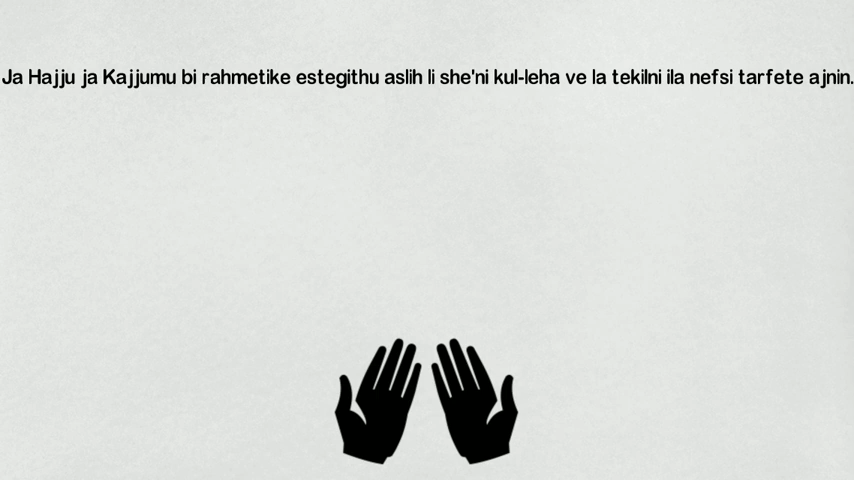 Ja Hajju ja Kajjumu bi rahmetike estegithu aslih li she'ni kul-leha ve la tekilni ila nefsi tarfete ajnin.